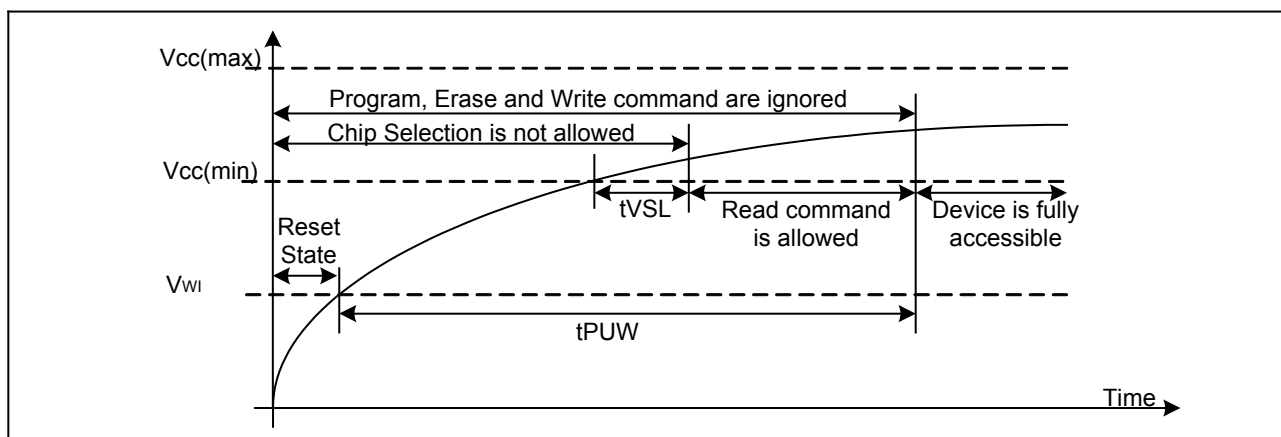 Vcc(max)
Program, Erase and Write command are ignored
Chip Selection is not allowed
Vcc(min)
tVSL
Read command
is allowed
Device is fully
accessible
Reset
State
VWI
tPUW
Time